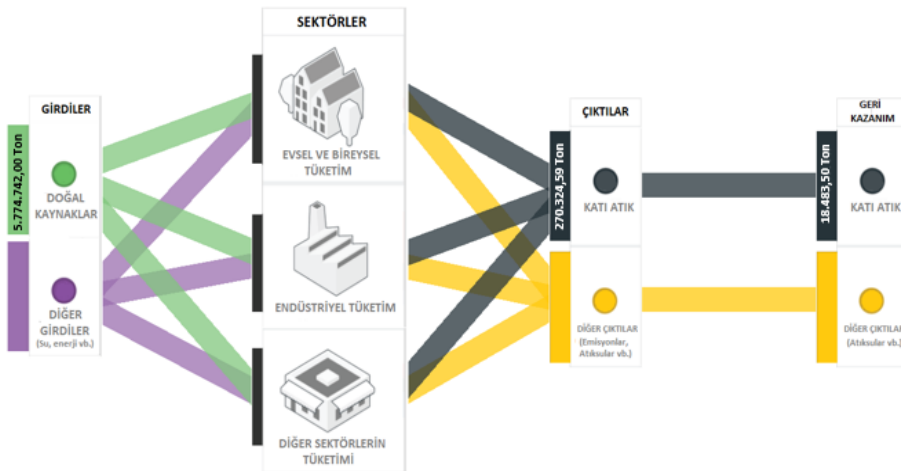 GİRDİLER
5.774.742,00 Ton
DOĞAL
KAYNAKLAR
DİĞER
GİRDİLER
(Su, enerji vb.)
SEKTÖRLER
EVSEL VE BİREYSEL
TÜKETİM
ENDÜSTRİYEL TÜKETİM
DİĞER SEKTÖRLERİN
TÜKETİMİ
ÇIKTILAR
270.324,59 Ton
KATI ATIK
DİĞER ÇIKTILAR
(Emisyonlar,
Atıksular vb.)
GERİ
KAZANIM
18.483,50 Ton
KATI ATIK
DİĞER ÇIKTILAR
(Atıksular vb.)